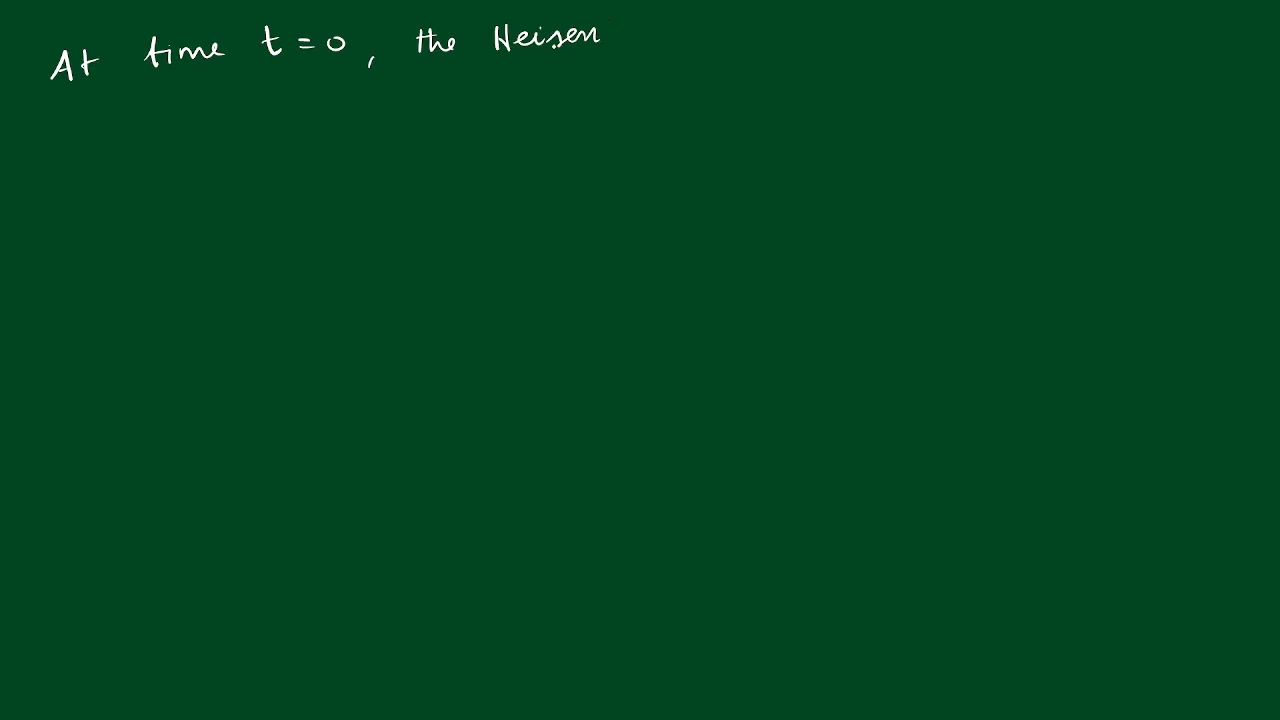 At time t = 0, the Heisen